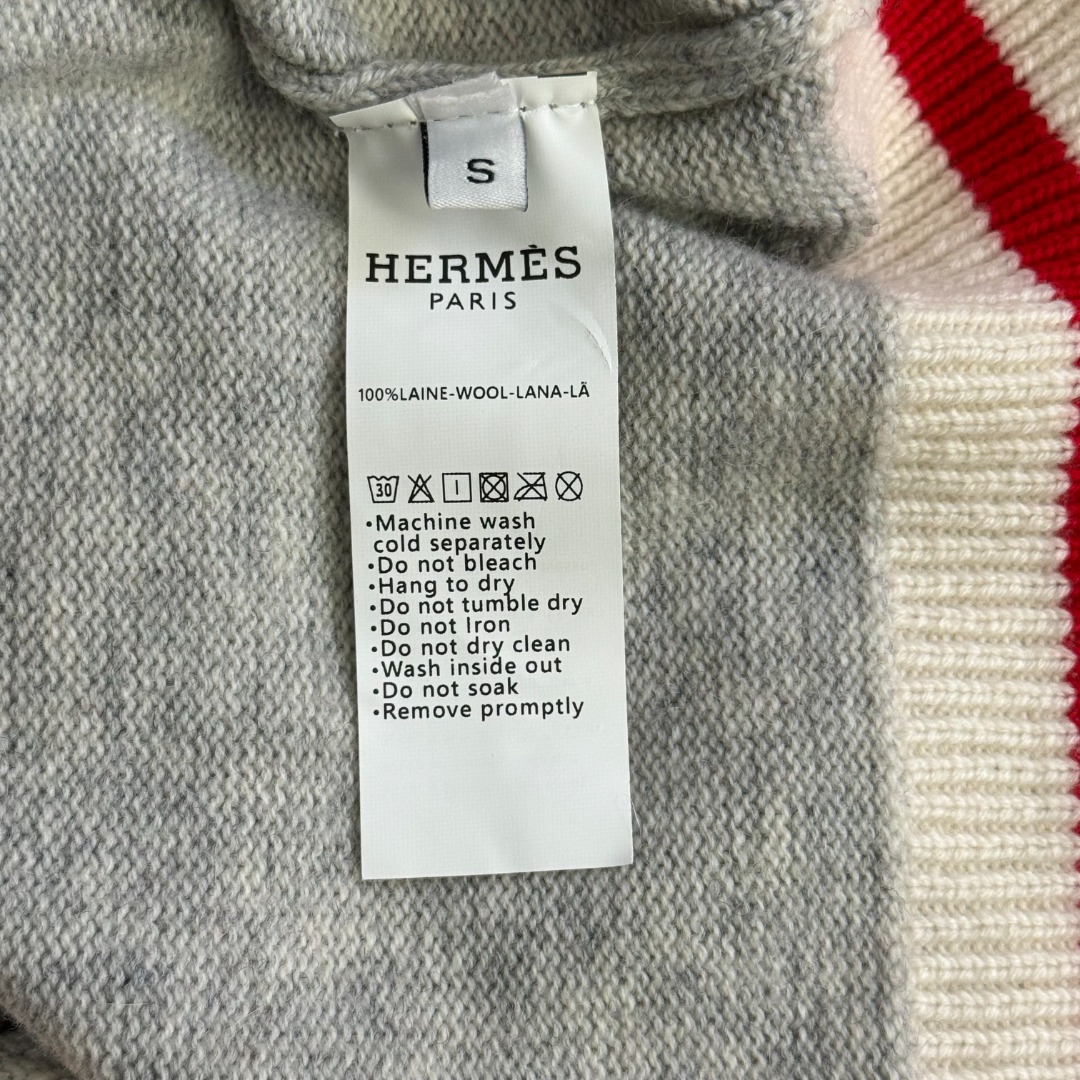 S
HERMÈS
PARIS
100%LAINE-WOOL-LANA-LÃ
30
•Machine wash
cold separately
•Do not bleach
•Hang to dry
•Do not tumble dry
•Do not Iron
•Do not dry clean
•Wash inside out
•Do not soak
•Remove promptly